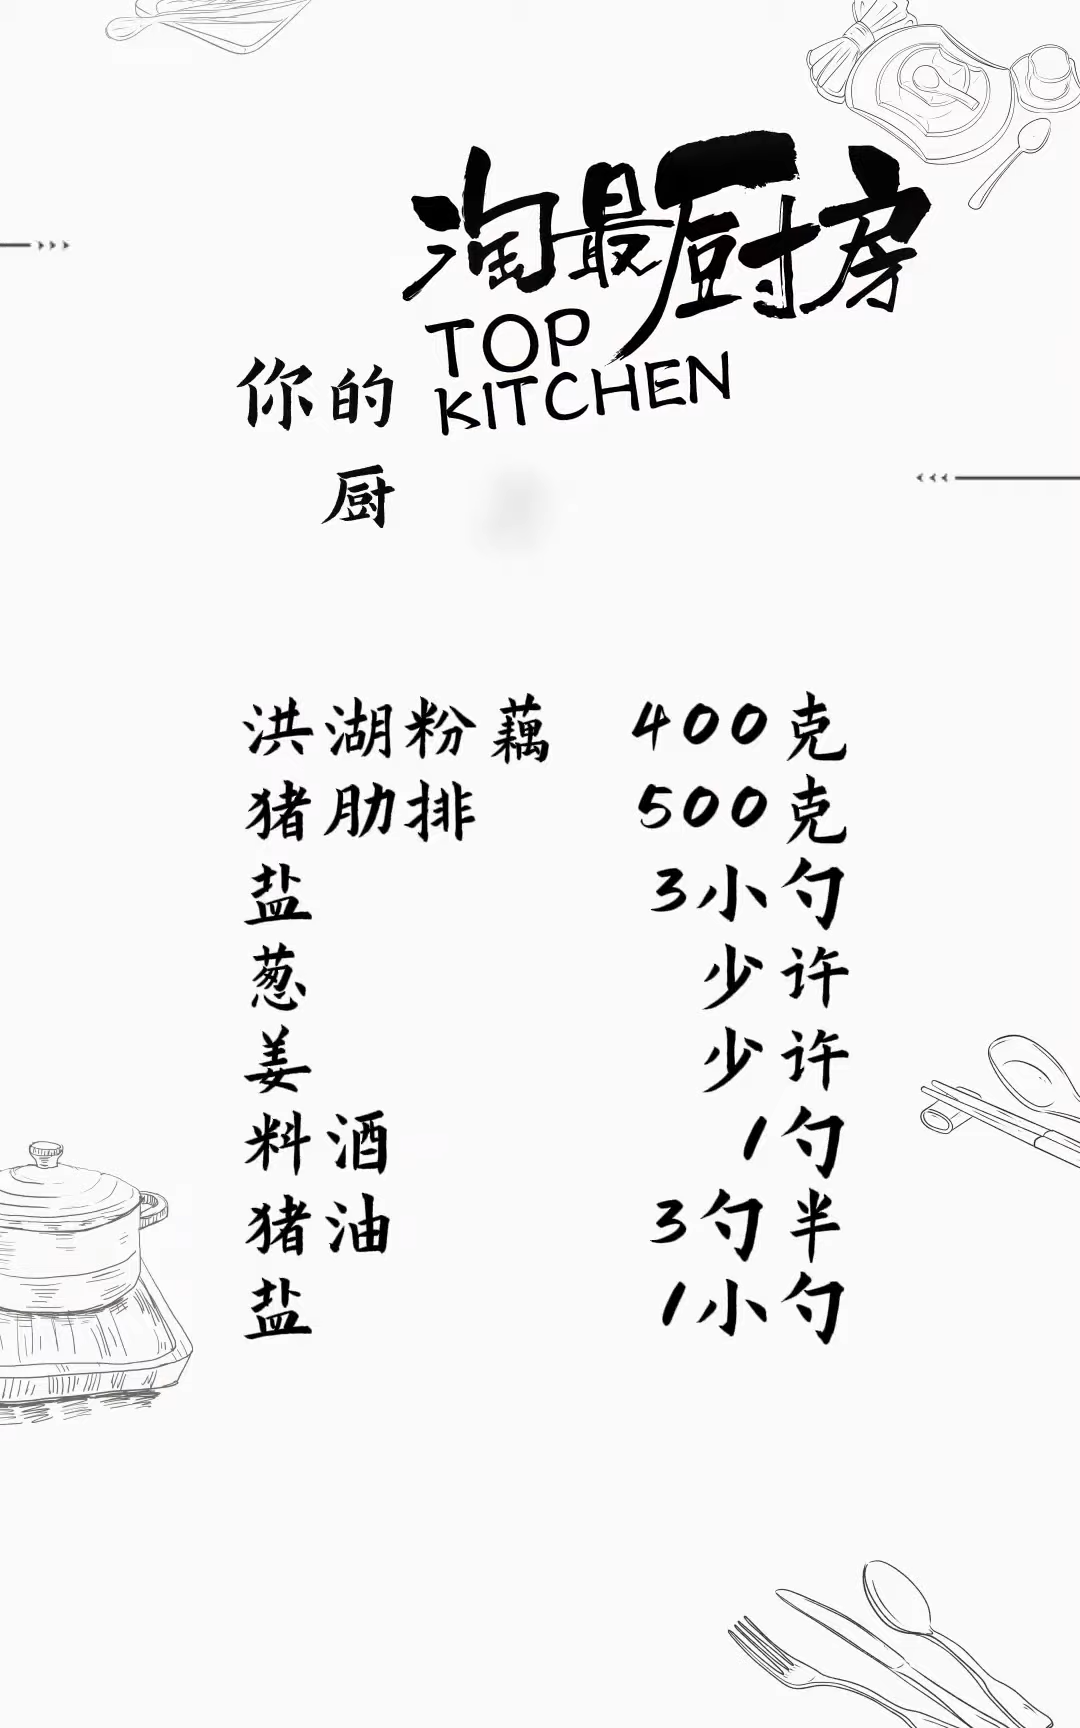 淘最厨房
TOP
KITCHEN
你的
厨
洪湖粉藕 400克
猪肋排 500克
盐 3小勺
葱 少许
姜 少许
料酒 1勺
猪油 3勺半
盐 1小勺